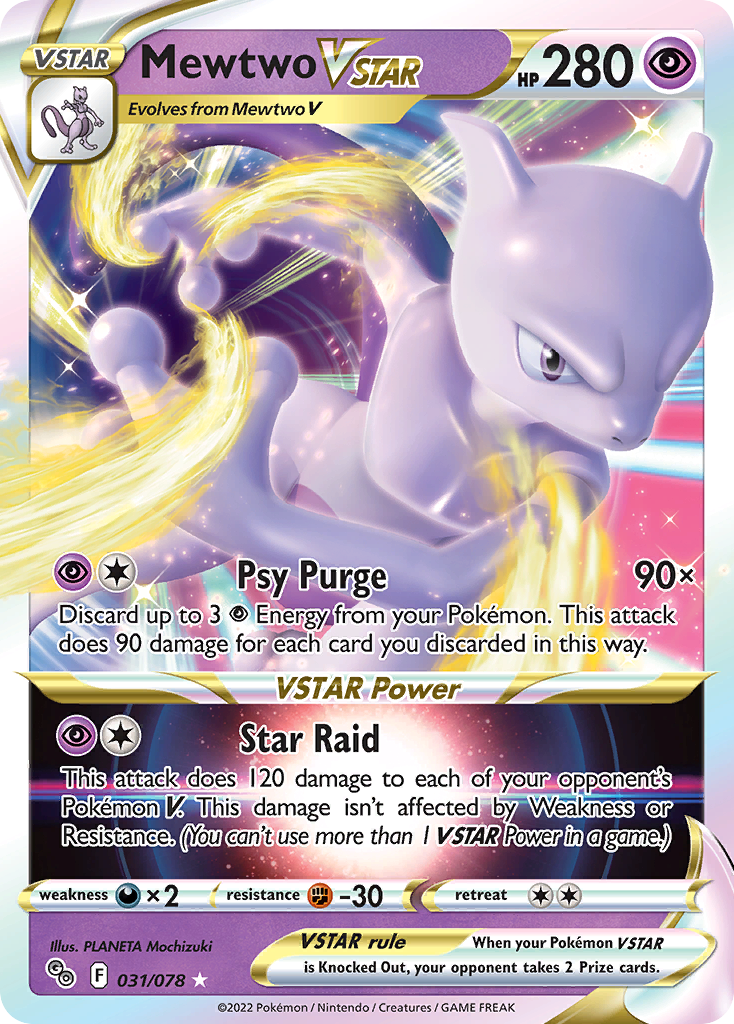 VSTAR
Mewtwo VSTAR
HP 280
Evolves from Mewtwo V
Psy Purge 90×
Discard up to 3 Energy from your Pokémon. This attack
does 90 damage for each card you discarded in this way.
VSTAR Power
Star Raid
This attack does 120 damage to each of your opponent's
Pokémon V. This damage isn't affected by Weakness or
Resistance. (You can't use more than 1 VSTAR Power in a game.)
weakness ×2 resistance -30 retreat
Illus. PLANETA Mochizuki
VSTAR rule When your Pokémon VSTAR
is Knocked Out, your opponent takes 2 Prize cards.
GO F 031/078
©2022 Pokémon / Nintendo / Creatures / GAME FREAK